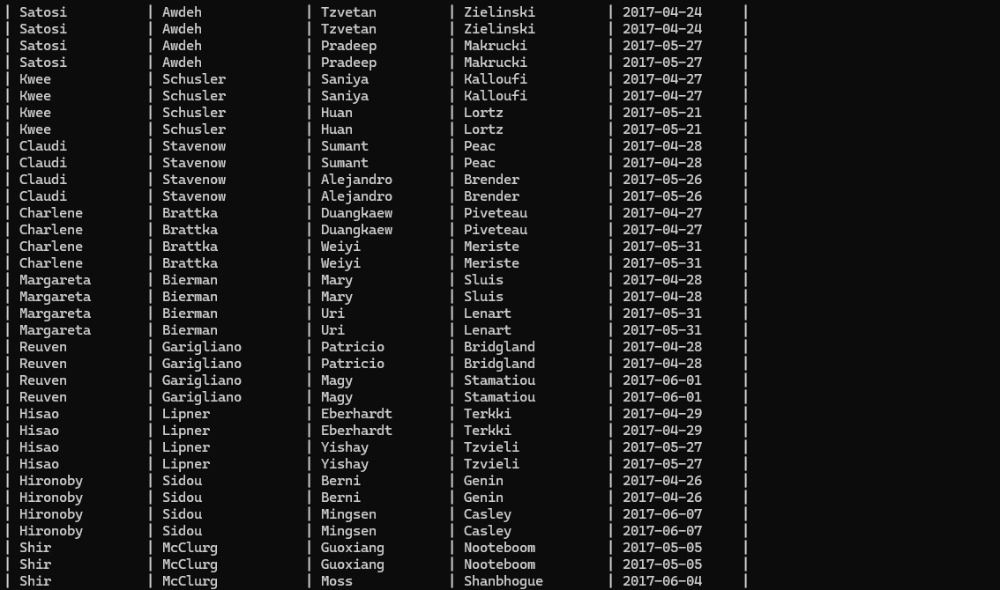 | Satosi | Awdeh | Tzvetan | Zielinski | 2017-04-24 |
| Satosi | Awdeh | Tzvetan | Zielinski | 2017-04-24 |
| Satosi | Awdeh | Pradeep | Makrucki | 2017-05-27 |
| Satosi | Awdeh | Pradeep | Makrucki | 2017-05-27 |
| Kwee | Schusler | Saniya | Kalloufi | 2017-04-27 |
| Kwee | Schusler | Saniya | Kalloufi | 2017-04-27 |
| Kwee | Schusler | Huan | Lortz | 2017-05-21 |
| Kwee | Schusler | Huan | Lortz | 2017-05-21 |
| Claudi | Stavenow | Sumant | Peac | 2017-04-28 |
| Claudi | Stavenow | Sumant | Peac | 2017-04-28 |
| Claudi | Stavenow | Alejandro | Brender | 2017-05-26 |
| Claudi | Stavenow | Alejandro | Brender | 2017-05-26 |
| Charlene | Brattka | Duangkaew | Piveteau | 2017-04-27 |
| Charlene | Brattka | Duangkaew | Piveteau | 2017-04-27 |
| Charlene | Brattka | Weiyi | Meriste | 2017-05-31 |
| Charlene | Brattka | Weiyi | Meriste | 2017-05-31 |
| Margareta | Bierman | Mary | Sluis | 2017-04-28 |
| Margareta | Bierman | Mary | Sluis | 2017-04-28 |
| Margareta | Bierman | Uri | Lenart | 2017-05-31 |
| Margareta | Bierman | Uri | Lenart | 2017-05-31 |
| Reuven | Garigliano | Patricio | Bridgland | 2017-04-28 |
| Reuven | Garigliano | Patricio | Bridgland | 2017-04-28 |
| Reuven | Garigliano | Magy | Stamatiou | 2017-06-01 |
| Reuven | Garigliano | Magy | Stamatiou | 2017-06-01 |
| Hisao | Lipner | Eberhardt | Terkki | 2017-04-29 |
| Hisao | Lipner | Eberhardt | Terkki | 2017-04-29 |
| Hisao | Lipner | Yishay | Tzvieli | 2017-05-27 |
| Hisao | Lipner | Yishay | Tzvieli | 2017-05-27 |
| Hironoby | Sidou | Berni | Genin | 2017-04-26 |
| Hironoby | Sidou | Berni | Genin | 2017-04-26 |
| Hironoby | Sidou | Mingsen | Casley | 2017-06-07 |
| Hironoby | Sidou | Mingsen | Casley | 2017-06-07 |
| Shir | McClurg | Guoxiang | Nooteboom | 2017-05-05 |
| Shir | McClurg | Guoxiang | Nooteboom | 2017-05-05 |
| Shir | McClurg | Moss | Shanbhogue | 2017-06-04 |